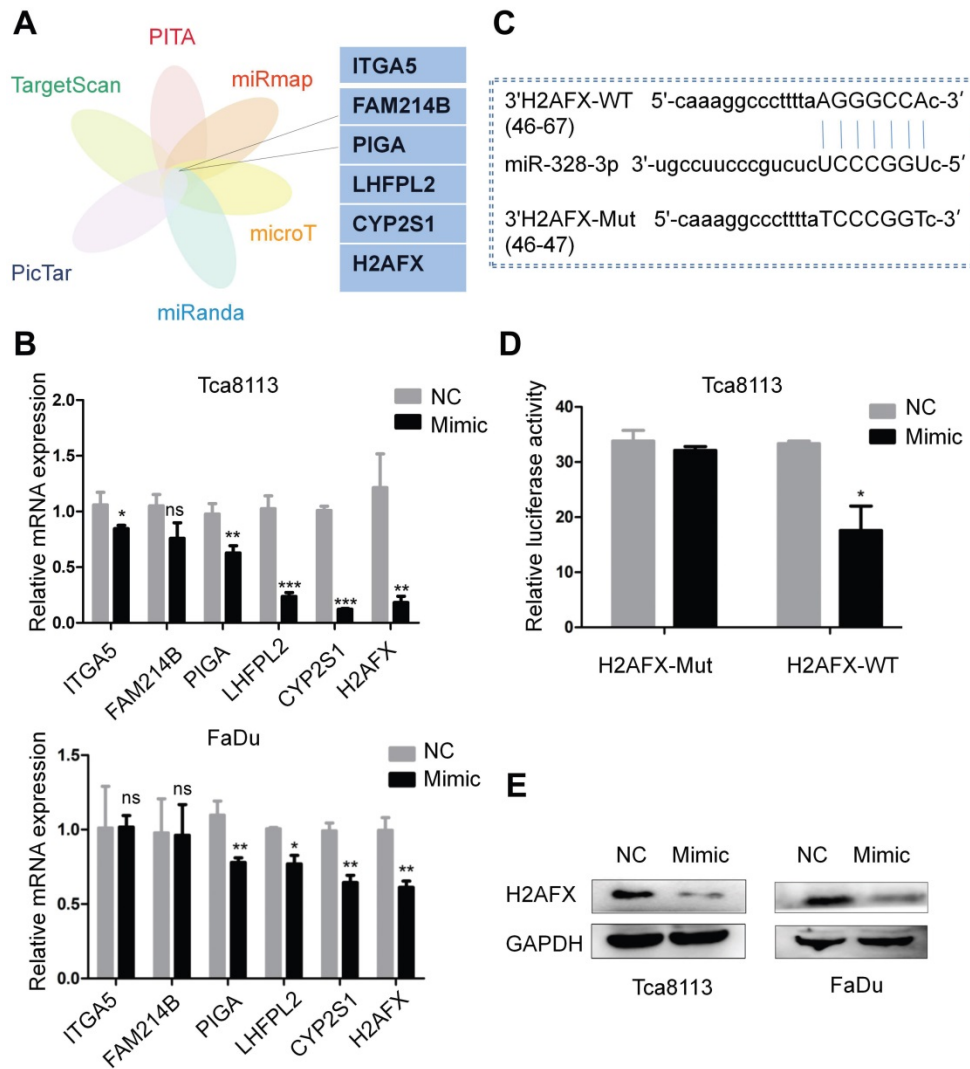 A
PITA
TargetScan
miRmap
microT
PicTar
miRanda
ITGA5
FAM214B
PIGA
LHFPL2
CYP2S1
H2AFX
C
3'H2AFX-WT 5'-caaaggcccttttaAGGGCCAc-3'
(46-67)
miR-328-3p 3'-ugccuucccgucucUCCCGGUc-5'
3'H2AFX-Mut 5'-caaaggcccttttaTCCCGGTc-3'
(46-47)
B
Tca8113
NC
Mimic
Relative mRNA expression
2.0
1.5
1.0
0.5
0.0
* ns ** *** *** **
ITGA5 FAM214B PIGA LHFPL2 CYP2S1 H2AFX
FaDu
NC
Mimic
Relative mRNA expression
1.5
1.0
0.5
0.0
ns ns ** * ** **
ITGA5 FAM214B PIGA LHFPL2 CYP2S1 H2AFX
D
Tca8113
NC
Mimic
Relative luciferase activity
40
30
20
10
0
*
H2AFX-Mut H2AFX-WT
E
NC Mimic NC Mimic
H2AFX
GAPDH
Tca8113 FaDu